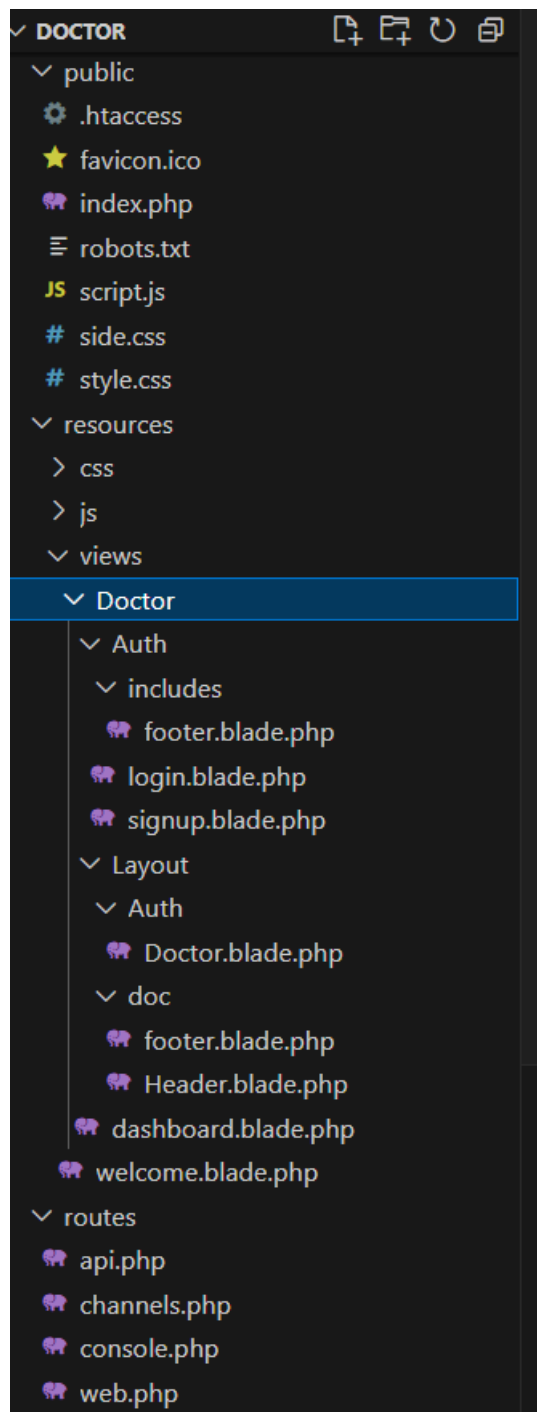 DOCTOR
public
.htaccess
favicon.ico
index.php
robots.txt
JS script.js
# side.css
# style.css
resources
css
js
views
Doctor
Auth
includes
footer.blade.php
login.blade.php
signup.blade.php
Layout
Auth
Doctor.blade.php
doc
footer.blade.php
Header.blade.php
dashboard.blade.php
welcome.blade.php
routes
api.php
channels.php
console.php
web.php